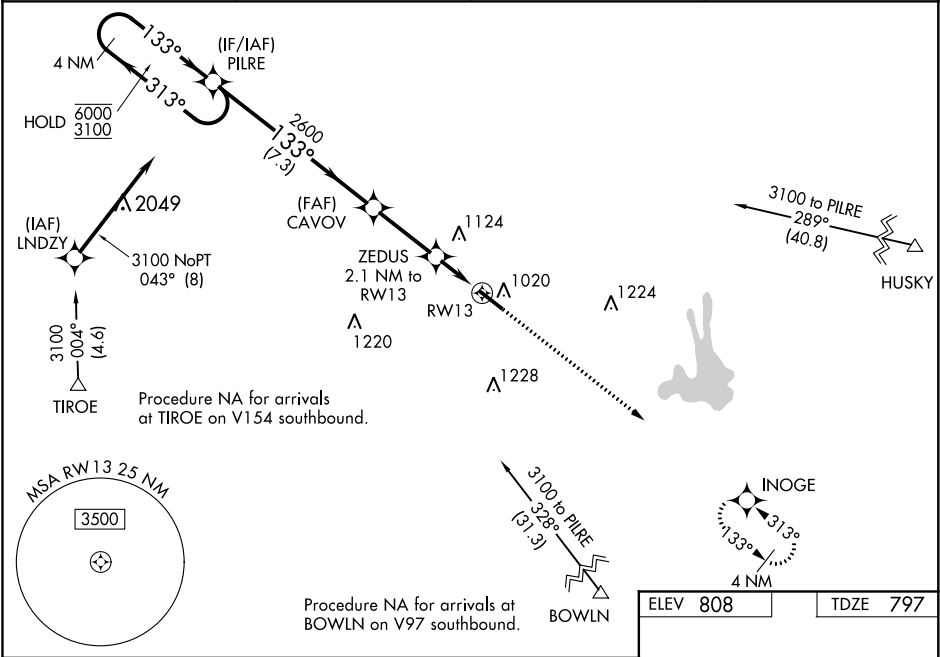 133°
(IF/IAF)
PILRE
4 NM
313°
HOLD 6000
3100
2600
133°
(7.3)
(IAF)
LNDZY
2049
3100 NoPT
043° (8)
(FAF)
CAVOV
1124
3100 to PILRE
289°
(40.8)
HUSKY
ZEDUS
2.1 NM to
RW13
RW13
1020
1224
1220
1228
3100
004°
(4.6)
TIROE
Procedure NA for arrivals
at TIROE on V154 southbound.
MSA RW13 25 NM
3500
3100 to PILRE
328°
(31.3)
BOWLN
Procedure NA for arrivals at
BOWLN on V97 southbound.
INOGE
313°
133°
4 NM
ELEV 808
TDZE 797